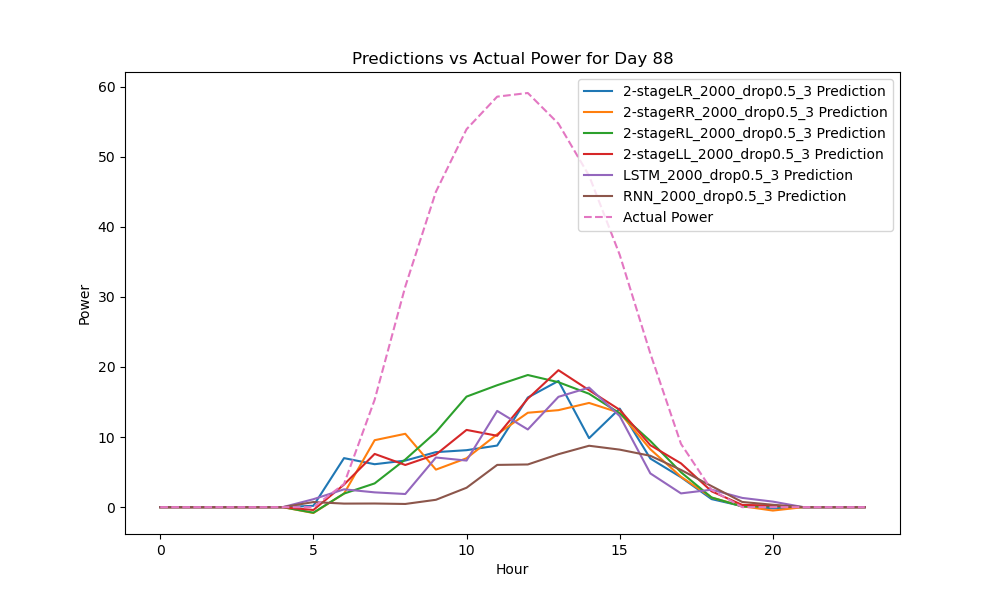 Predictions vs Actual Power for Day 88
2-stageLR_2000_drop0.5_3 Prediction
2-stageRR_2000_drop0.5_3 Prediction
2-stageRL_2000_drop0.5_3 Prediction
2-stageLL_2000_drop0.5_3 Prediction
LSTM_2000_drop0.5_3 Prediction
RNN_2000_drop0.5_3 Prediction
Actual Power
60
50
40
30
20
10
0
Power
0 5 10 15 20
Hour